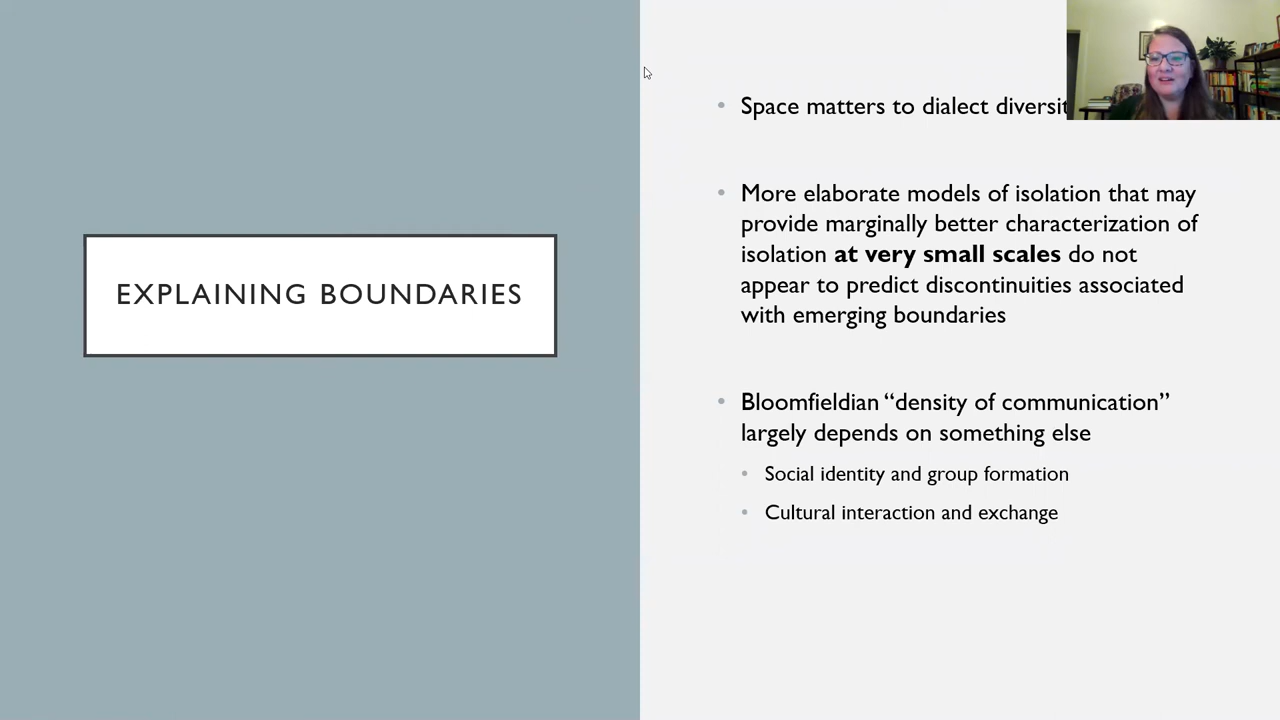 EXPLAINING BOUNDARIES
• Space matters to dialect
• More elaborate models of isolation that may
provide marginally better characterization of
isolation at very small scales do not
appear to predict discontinuities associated
with emerging boundaries
• Bloomfieldian “density of communication”
largely depends on something else
• Social identity and group formation
• Cultural interaction and exchange